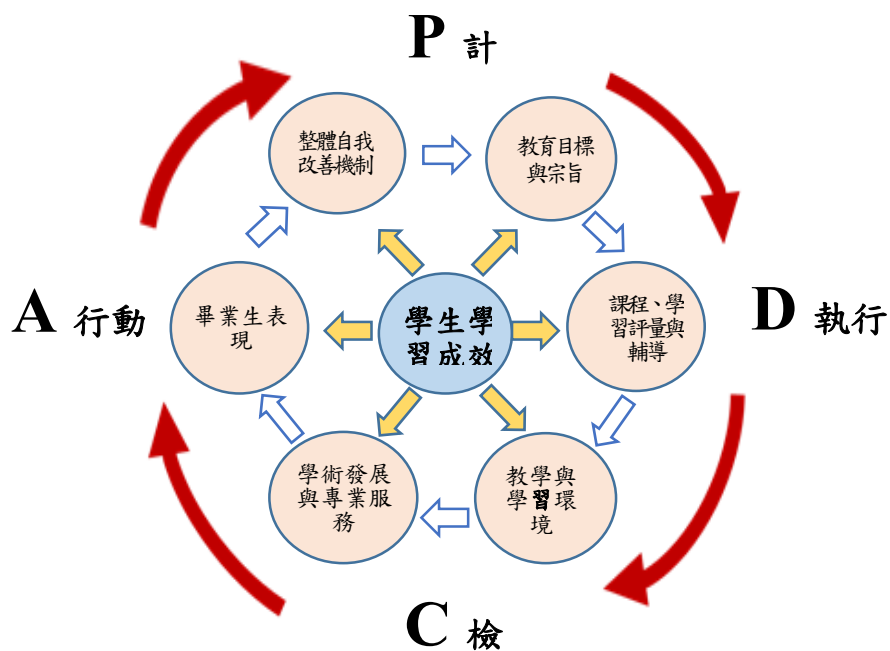 P 計
整體自我
改善機制
教育目標
與宗旨
A 行動
畢業生表
現
學生學
習成效
課程、學
習評量與
輔導
D 執行
學術發展
與專業服
務
教學與
學習環
境
C 檢